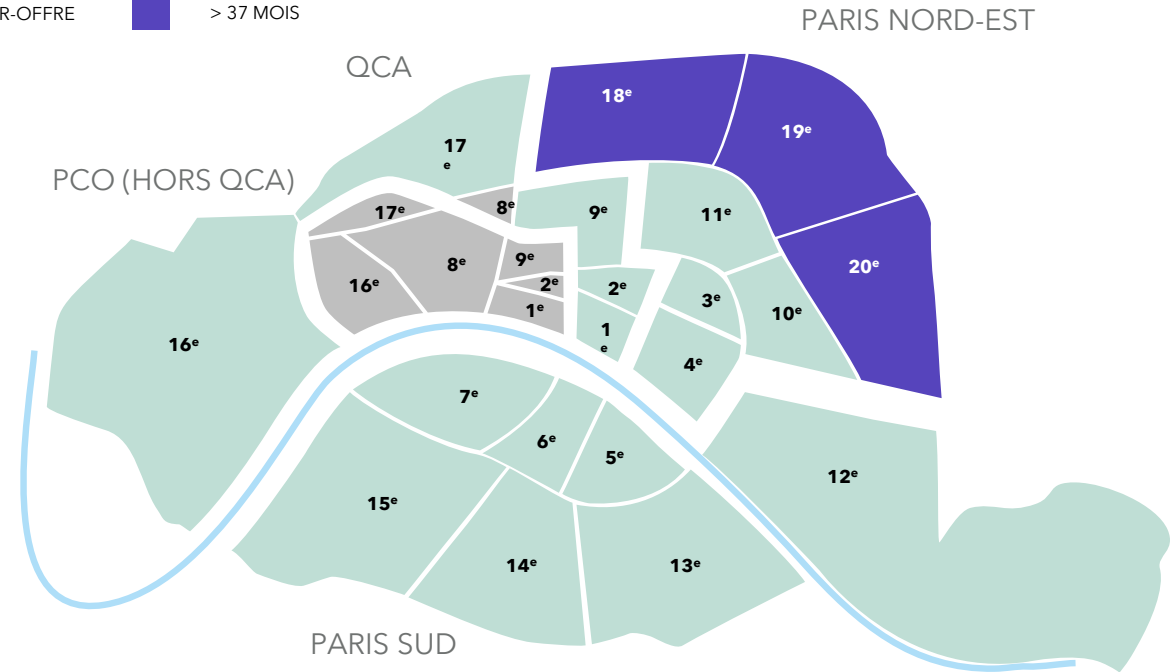 R-OFFRE
> 37 MOIS
PARIS NORD-EST
QCA
18ᵉ
19ᵉ
17
ᵉ
PCO (HORS QCA)
17ᵉ
8ᵉ
9ᵉ
11ᵉ
8ᵉ
9ᵉ
20ᵉ
16ᵉ
2ᵉ
2ᵉ
3ᵉ
1ᵉ
10ᵉ
1
ᵉ
16ᵉ
4ᵉ
7ᵉ
6ᵉ
5ᵉ
12ᵉ
15ᵉ
14ᵉ
13ᵉ
PARIS SUD